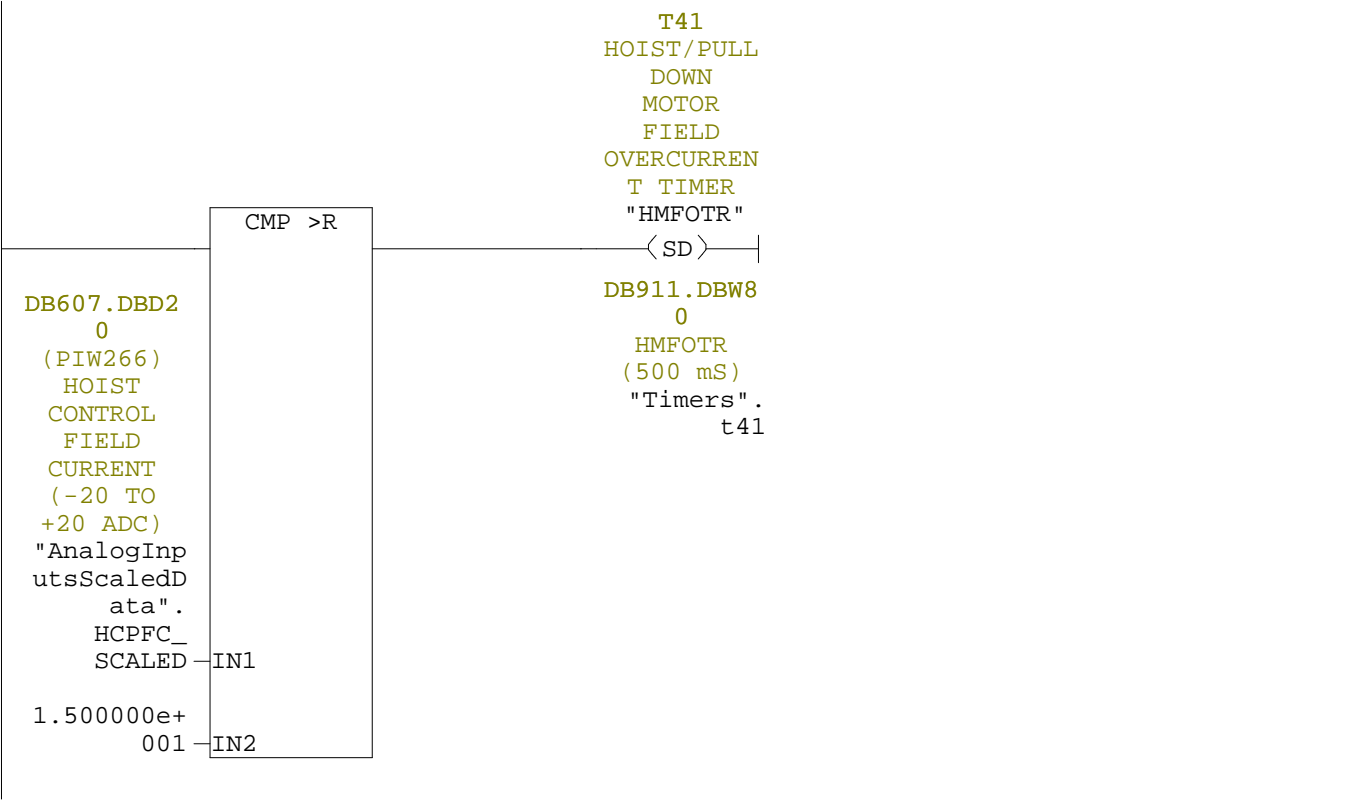 T41
HOIST/PULL
DOWN
MOTOR
FIELD
OVERCURREN
T TIMER
"HMFOTR"
CMP >R
SD
DB911.DBW8
0
HMFOTR
(500 mS)
"Timers".
t41
DB607.DBD2
0
(PIW266)
HOIST
CONTROL
FIELD
CURRENT
(-20 TO
+20 ADC)
"AnalogInp
utsScaledD
ata".
HCPFC_
SCALED IN1
1.500000e+
001 IN2